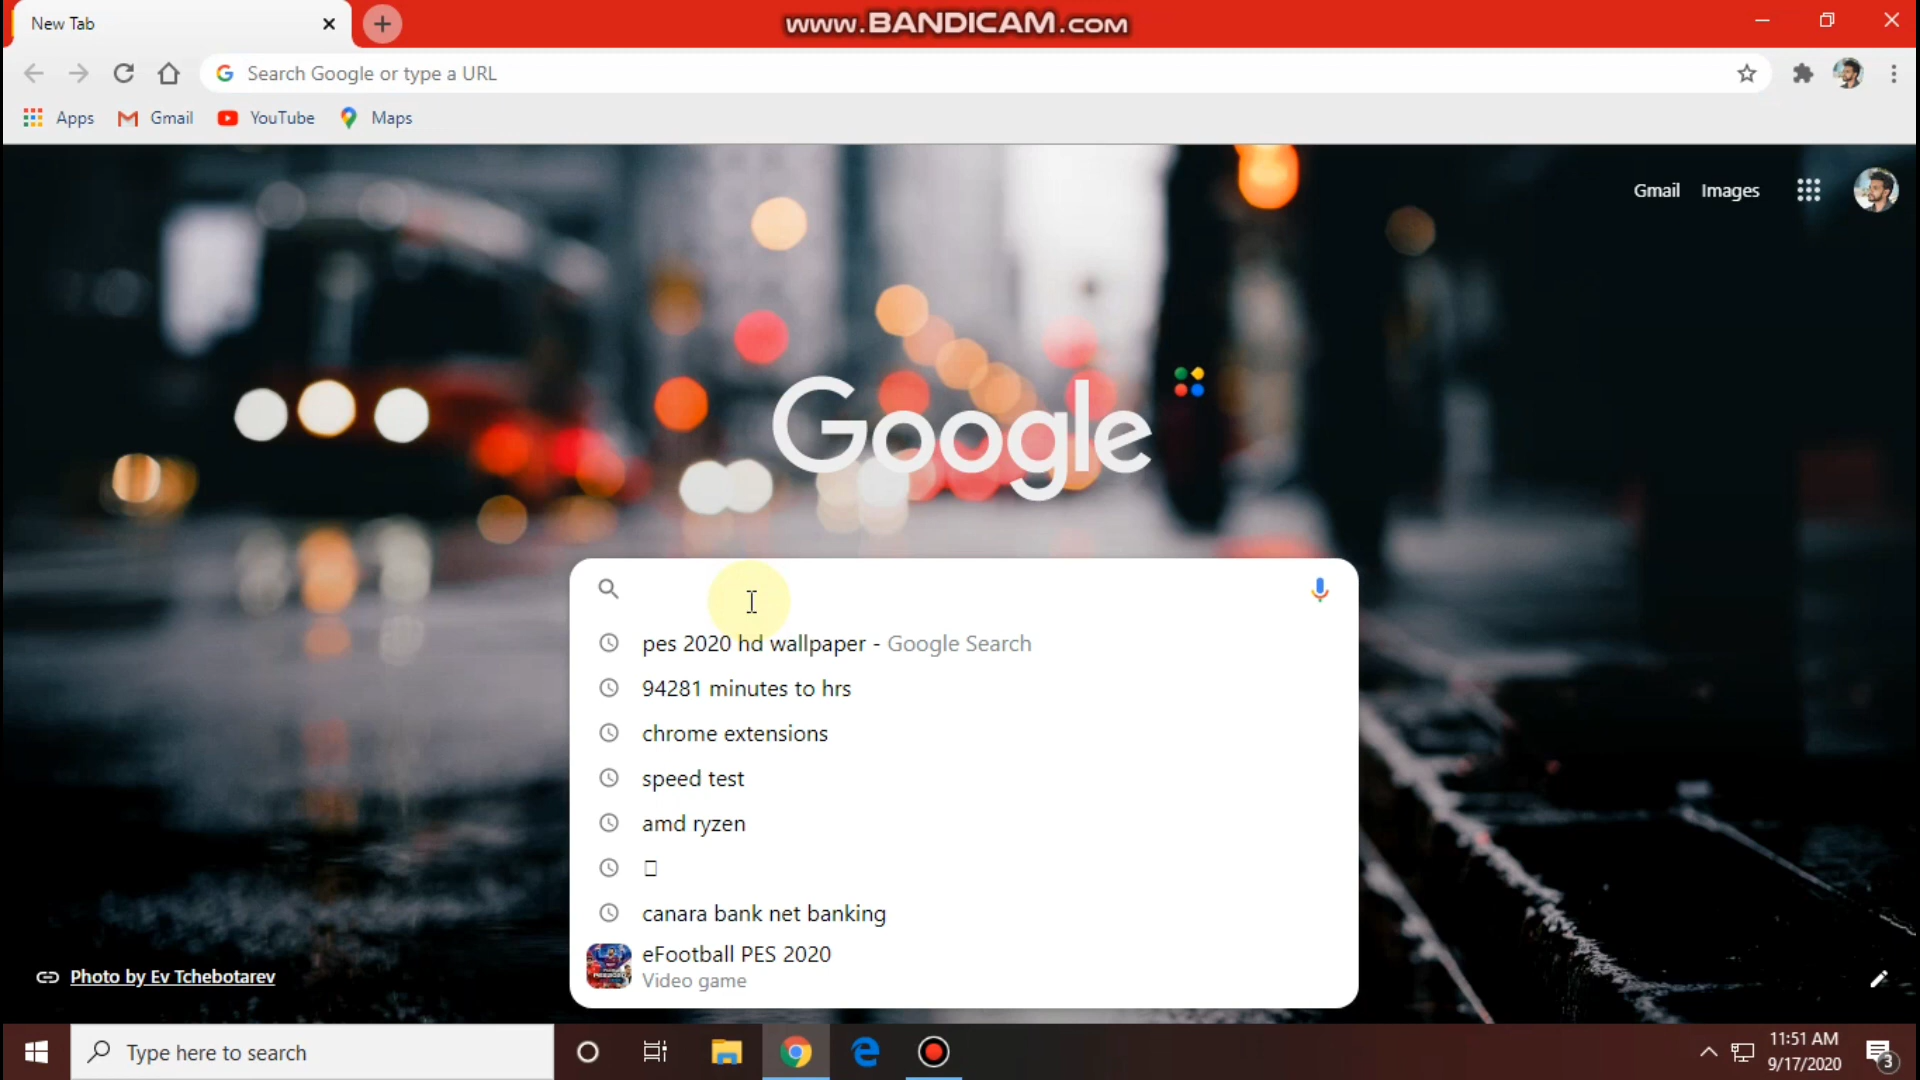 New Tab
www.BANDICAM.com
Search Google or type a URL
Apps
Gmail
YouTube
Maps
Gmail
Images
Google
pes 2020 hd wallpaper - Google Search
94281 minutes to hrs
chrome extensions
speed test
amd ryzen
canara bank net banking
eFootball PES 2020
Video game
Photo by Ev Tchebotarev
Type here to search
11:51 AM
9/17/2020
3